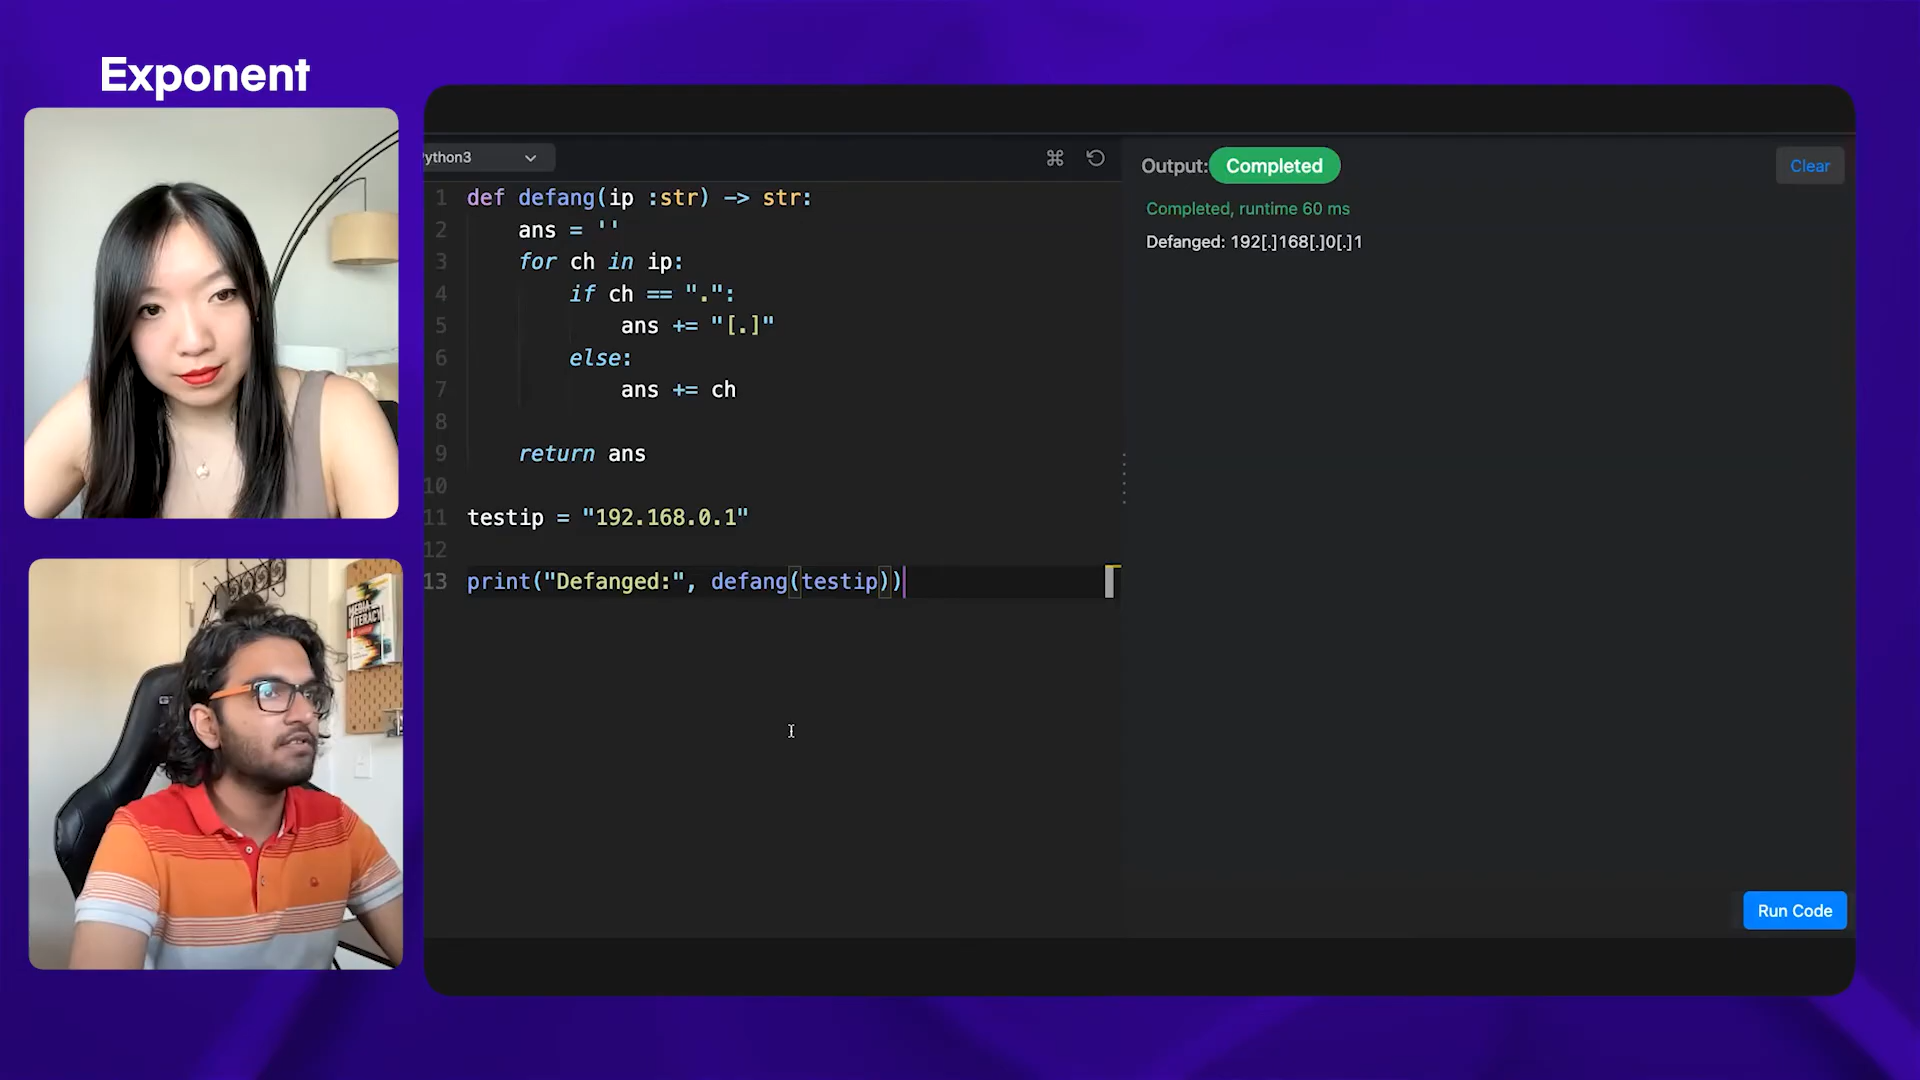 Exponent
ython3
Output: Completed
Clear
Completed, runtime 60 ms
Defanged: 192[.]168[.]0[.]1
1 def defang(ip :str) -> str:
2 ans = ''
3 for ch in ip:
4 if ch == ".":
5 ans += "[.]"
6 else:
7 ans += ch
8
9 return ans
10
11 testip = "192.168.0.1"
12
13 print("Defanged:", defang(testip))
Run Code
MEDIA
LITERACY